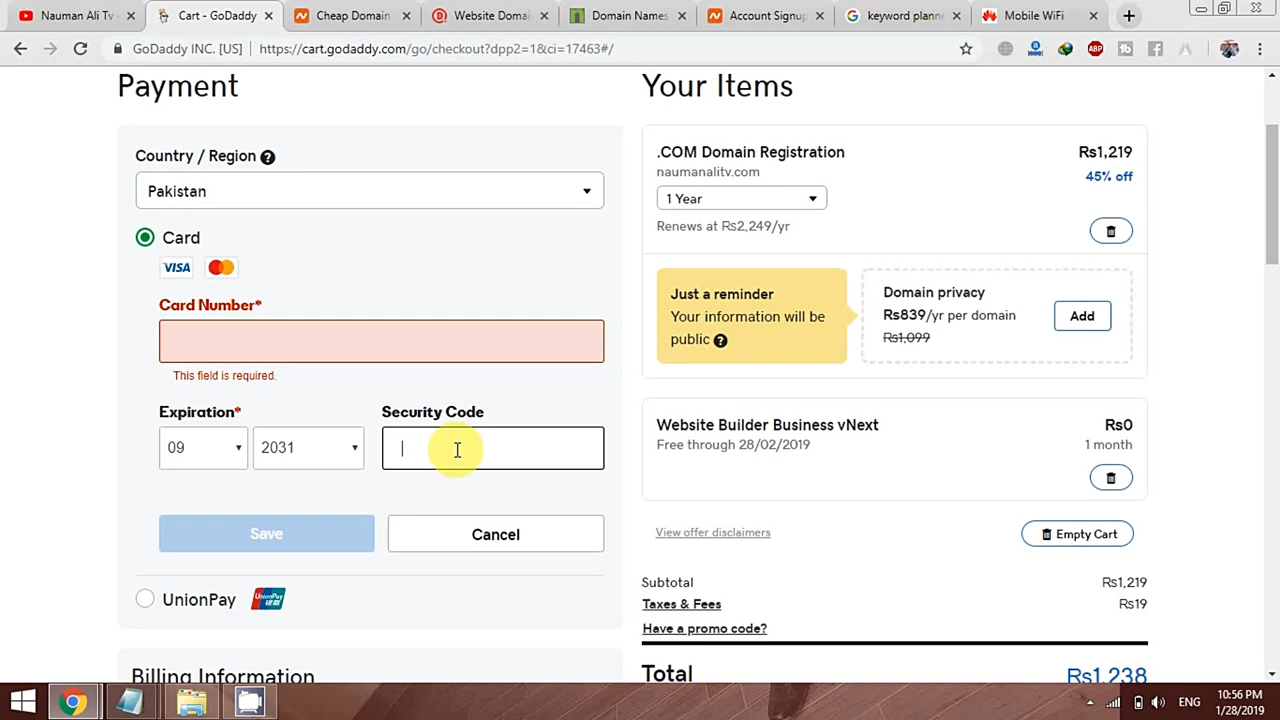 Nauman Ali Tv
Cart - GoDaddy
Cheap Domain
Website Domai
Domain Names
Account Signup
keyword plann
Mobile WiFi
GoDaddy INC. [US]
https://cart.godaddy.com/go/checkout?dpp2=1&ci=17463#/
ABP
Payment
Country / Region ?
Pakistan
Card
VISA
Card Number*
This field is required.
Expiration*
Security Code
09
2031
Save
Cancel
UnionPay
UnionPay
Billing Information
Your Items
.COM Domain Registration
Rs1,219
naumanalitv.com
45% off
1 Year
Renews at Rs2,249/yr
Just a reminder
Your information will be
public ?
Domain privacy
Rs839/yr per domain
Rs1,099
Add
Website Builder Business vNext
Rs0
Free through 28/02/2019
1 month
View offer disclaimers
Empty Cart
Subtotal
Rs1,219
Taxes & Fees
Rs19
Have a promo code?
Total
Rs1,238
ENG
10:56 PM
1/28/2019